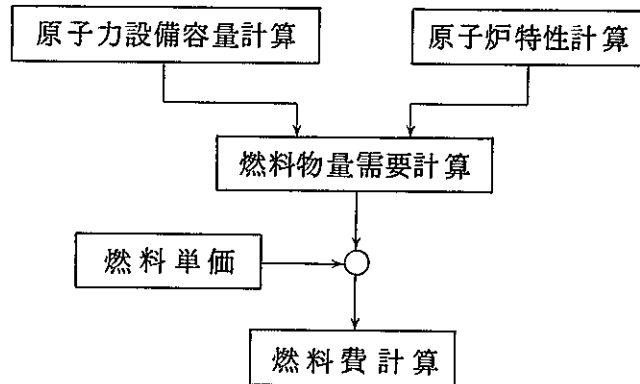 原子力設備容量計算
原子炉特性計算
燃料物量需要計算
燃料単価
燃料費計算